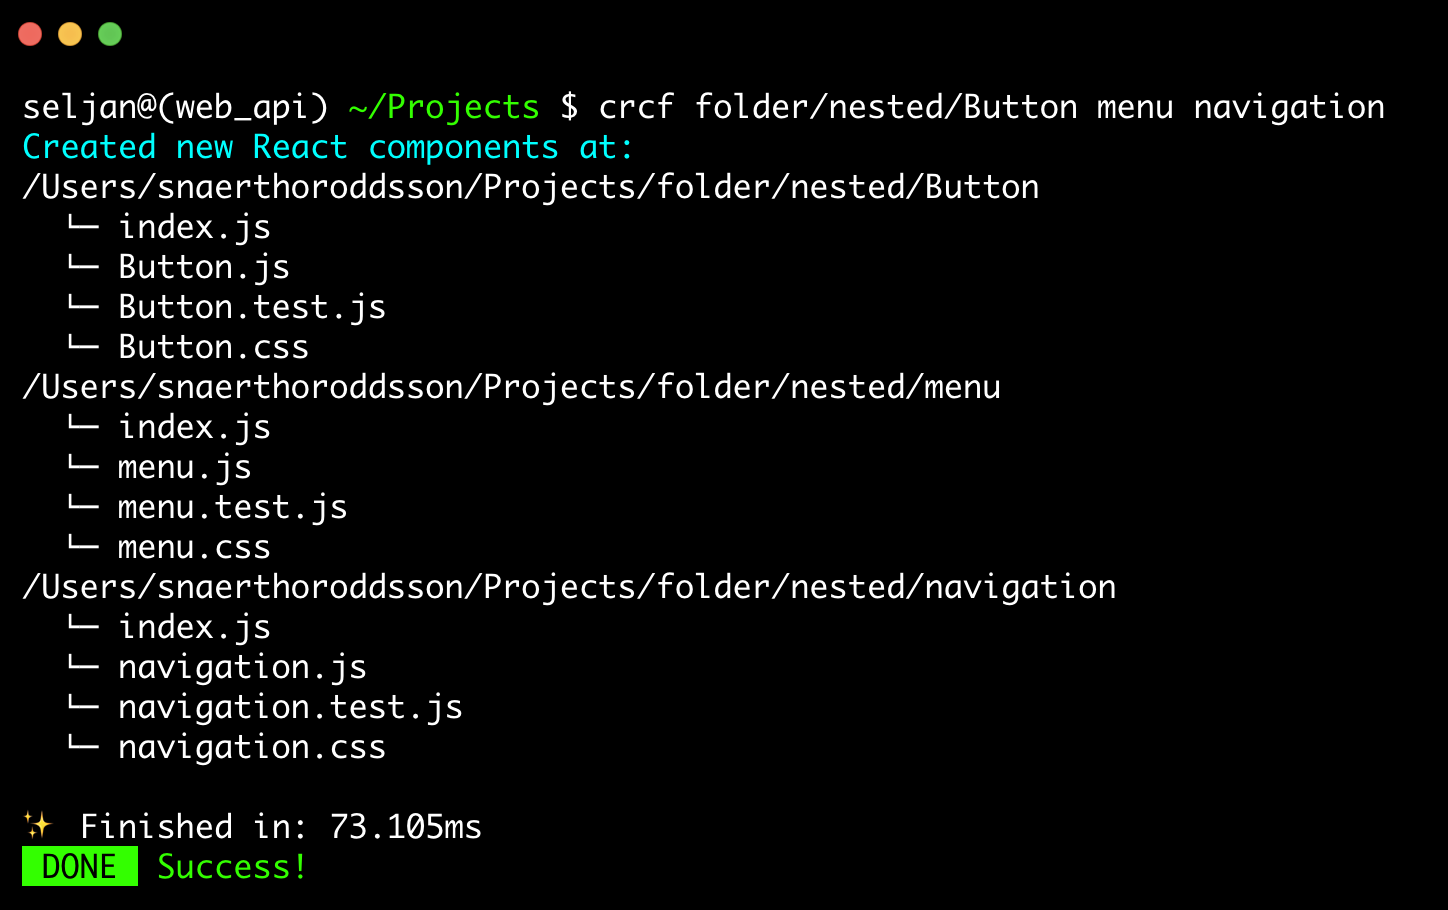 seljan@(web_api) ~/Projects $ crcf folder/nested/Button menu navigation
Created new React components at:
/Users/snaerthoroddsson/Projects/folder/nested/Button
  └─ index.js
  └─ Button.js
  └─ Button.test.js
  └─ Button.css
/Users/snaerthoroddsson/Projects/folder/nested/menu
  └─ index.js
  └─ menu.js
  └─ menu.test.js
  └─ menu.css
/Users/snaerthoroddsson/Projects/folder/nested/navigation
  └─ index.js
  └─ navigation.js
  └─ navigation.test.js
  └─ navigation.css
✨ Finished in: 73.105ms
DONE Success!